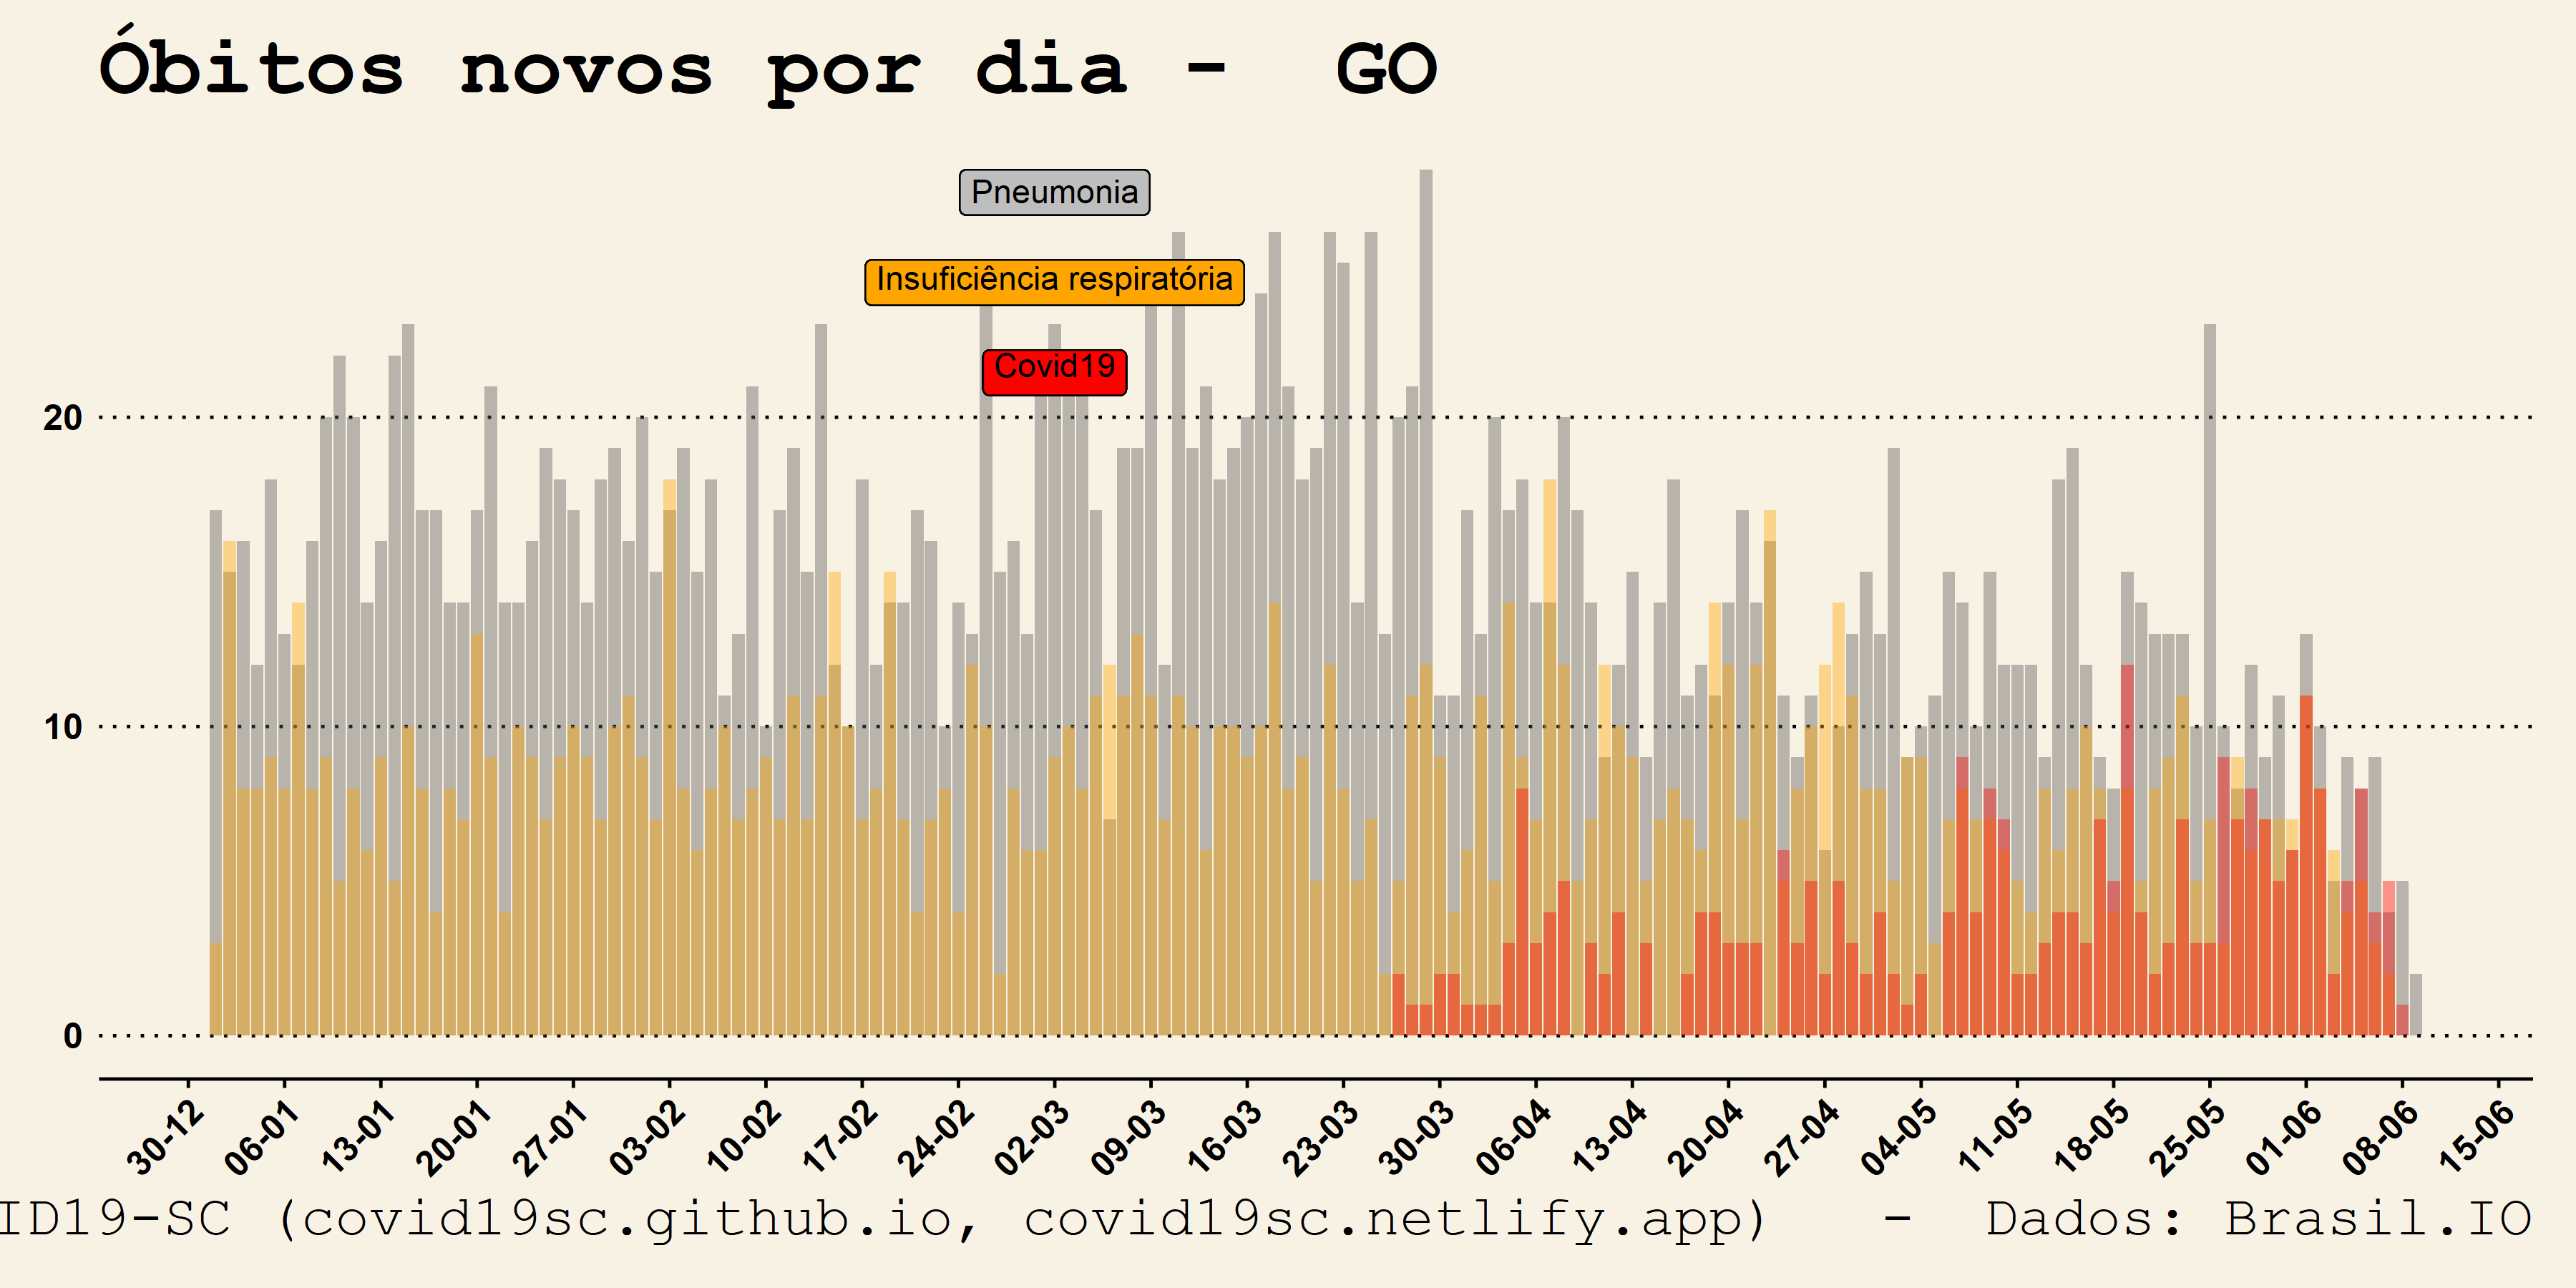 Óbitos novos por dia - GO
Pneumonia
Insuficiência respiratória
Covid19
20
10
0
30-12 06-01 13-01 20-01 27-01 03-02 10-02 17-02 24-02 02-03 09-03 16-03 23-03 30-03 06-04 13-04 20-04 27-04 04-05 11-05 18-05 25-05 01-06 08-06 15-06
ID19-SC (covid19sc.github.io, covid19sc.netlify.app) - Dados: Brasil.IO